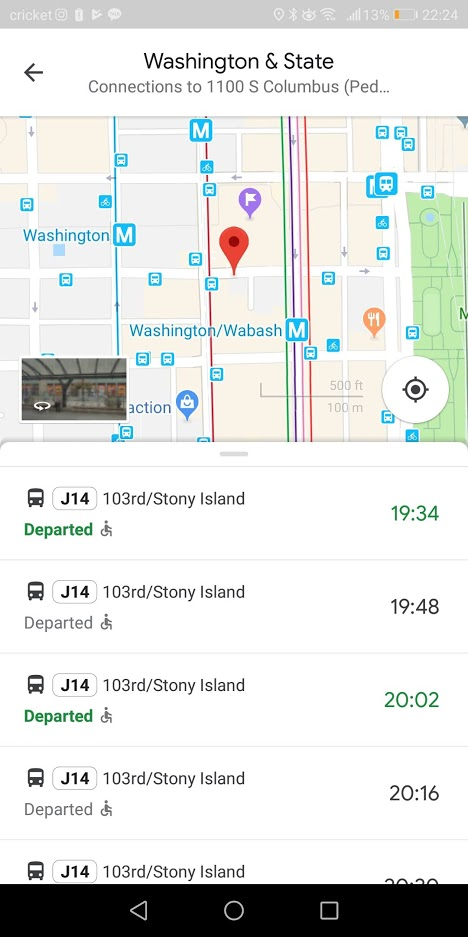 cricket 13% 22:24
Washington & State
Connections to 1100 S Columbus (Ped...
M
Washington M
Washington/Wabash M
M
action
500 ft
100 m
J14 103rd/Stony Island
19:34
Departed
J14 103rd/Stony Island
19:48
Departed
J14 103rd/Stony Island
20:02
Departed
J14 103rd/Stony Island
20:16
Departed
J14 103rd/Stony Island